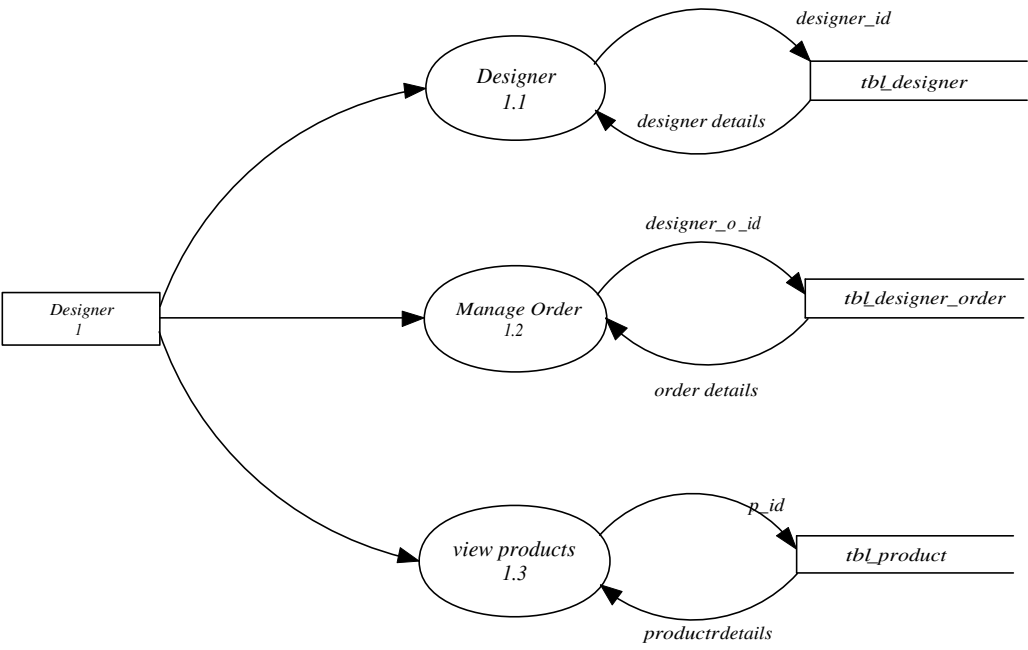 designer_id
Designer
1.1
tbl_designer
designer details
designer_o_id
Designer
1
Manage Order
1.2
tbl_designer_order
order details
p_id
view products
1.3
tbl_product
productrdetails